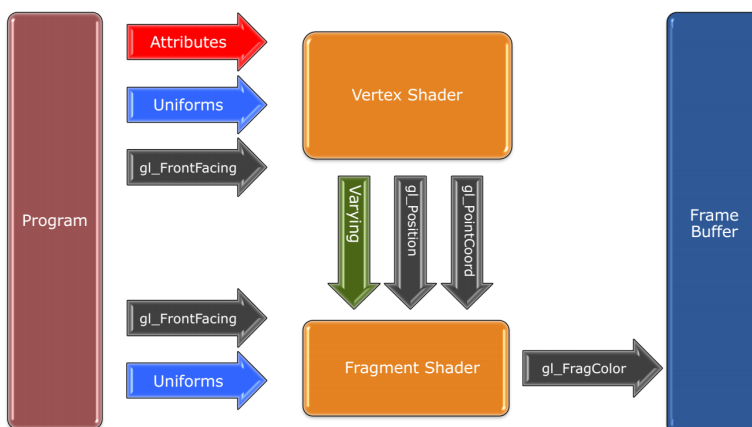 Attributes
Uniforms
gl_FrontFacing
Vertex Shader
Program
Varying
gl_Position
gl_PointCoord
Frame
Buffer
gl_FrontFacing
Uniforms
Fragment Shader
gl_FragColor